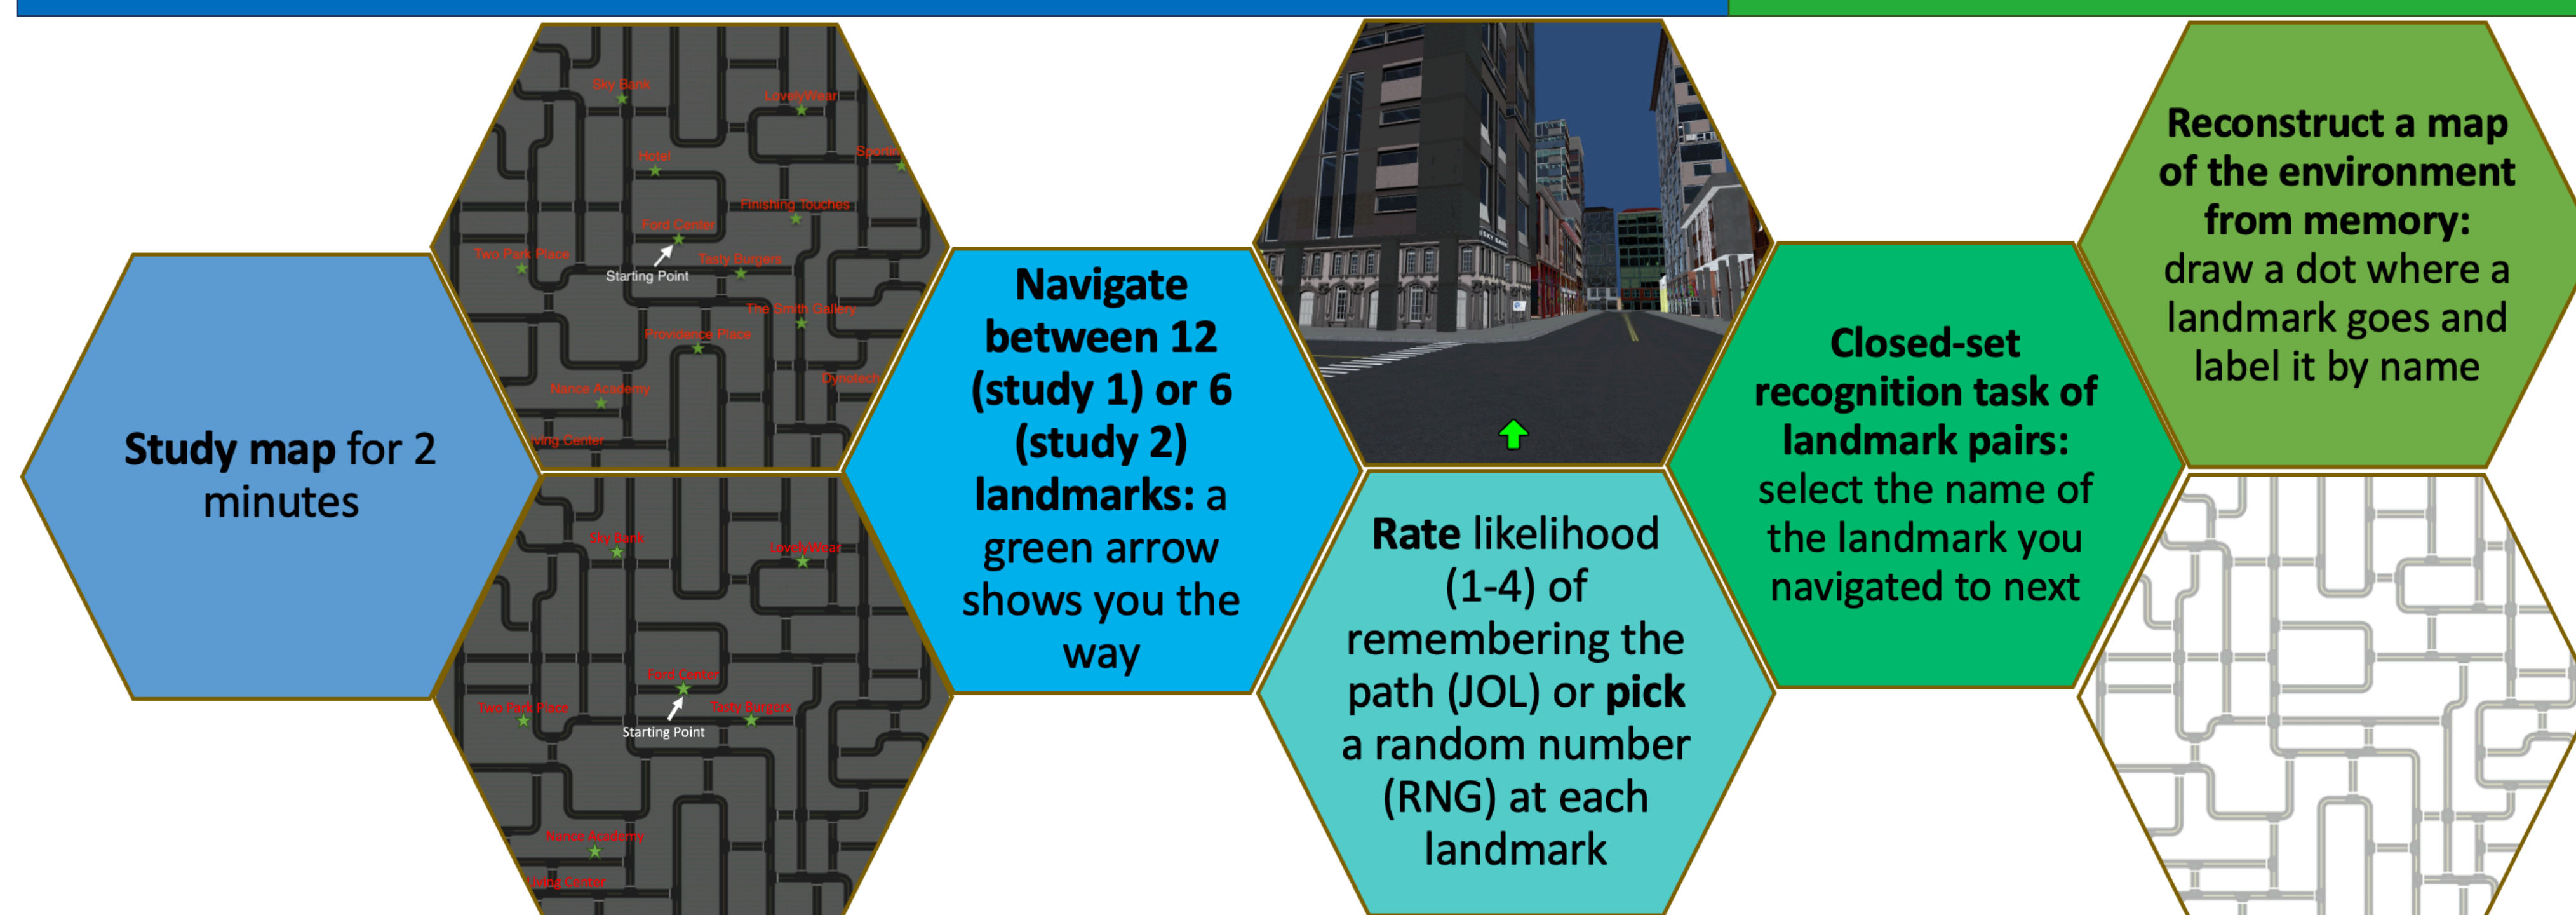 Study map for 2
minutes
Sky Bank
LovelyWear
Hotel
Finishing Touches
Ford Center
Two Park Place
Tasty Burgers
Starting Point
The Smith Gallery
Providence Place
Dynotech
Nance Academy
Center
Sky Bank
LovelyWear
Ford Center
Two Park Place
Tasty Burgers
Starting Point
Nance Academy
Living Center
Navigate
between 12
(study 1) or 6
(study 2)
landmarks: a
green arrow
shows you the
way
SKY BANK
Rate likelihood
(1-4) of
remembering the
path (JOL) or pick
a random number
(RNG) at each
landmark
Closed-set
recognition task of
landmark pairs:
select the name of
the landmark you
navigated to next
Reconstruct a map
of the environment
from memory:
draw a dot where a
landmark goes and
label it by name